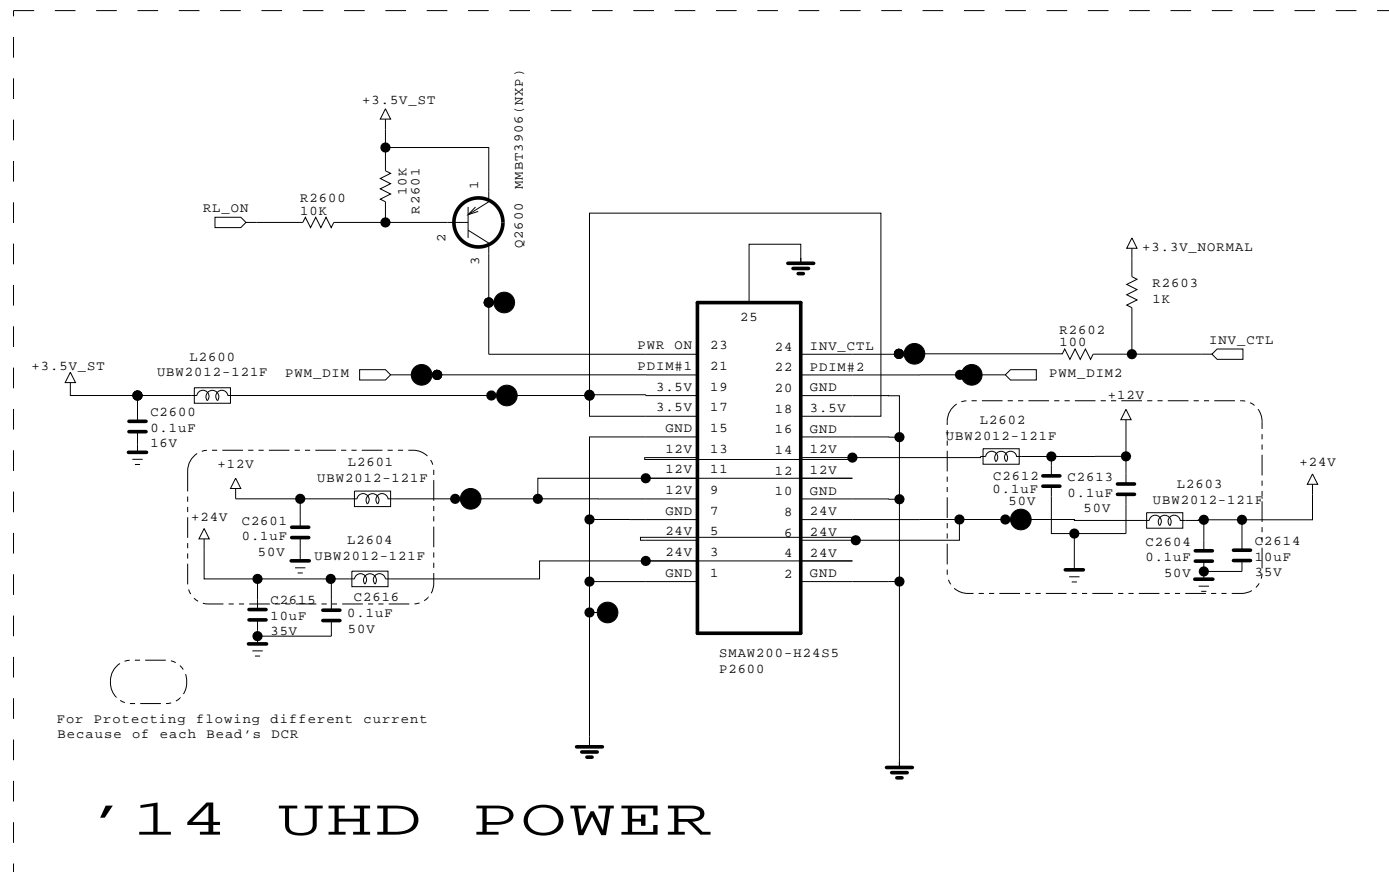 +3.5V_ST
10K
R2601
R2600
10K
RL_ON
1
2
3
Q2600 MMBT3906(NXP)
+3.3V_NORMAL
R2603
1K
R2602
100
INV_CTL
25
PWR ON 23 24 INV_CTL
PDIM#1 21 22 PDIM#2
3.5V 19 20 GND
3.5V 17 18 3.5V
GND 15 16 GND
12V 13 14 12V
12V 11 12 12V
12V 9 10 GND
GND 7 8 24V
24V 5 6 24V
24V 3 4 24V
GND 1 2 GND
SMAW200-H24S5
P2600
+3.5V_ST
L2600
UBW2012-121F
PWM_DIM
PWM_DIM2
C2600
0.1uF
16V
+12V
L2601
UBW2012-121F
+24V
C2601
0.1uF
50V
L2604
UBW2012-121F
C2615
10uF
35V
C2616
0.1uF
50V
+12V
L2602
UBW2012-121F
C2612
0.1uF
50V
C2613
0.1uF
50V
+24V
L2603
UBW2012-121F
C2604
0.1uF
50V
C2614
10uF
35V
For Protecting flowing different current
Because of each Bead's DCR
'14 UHD POWER